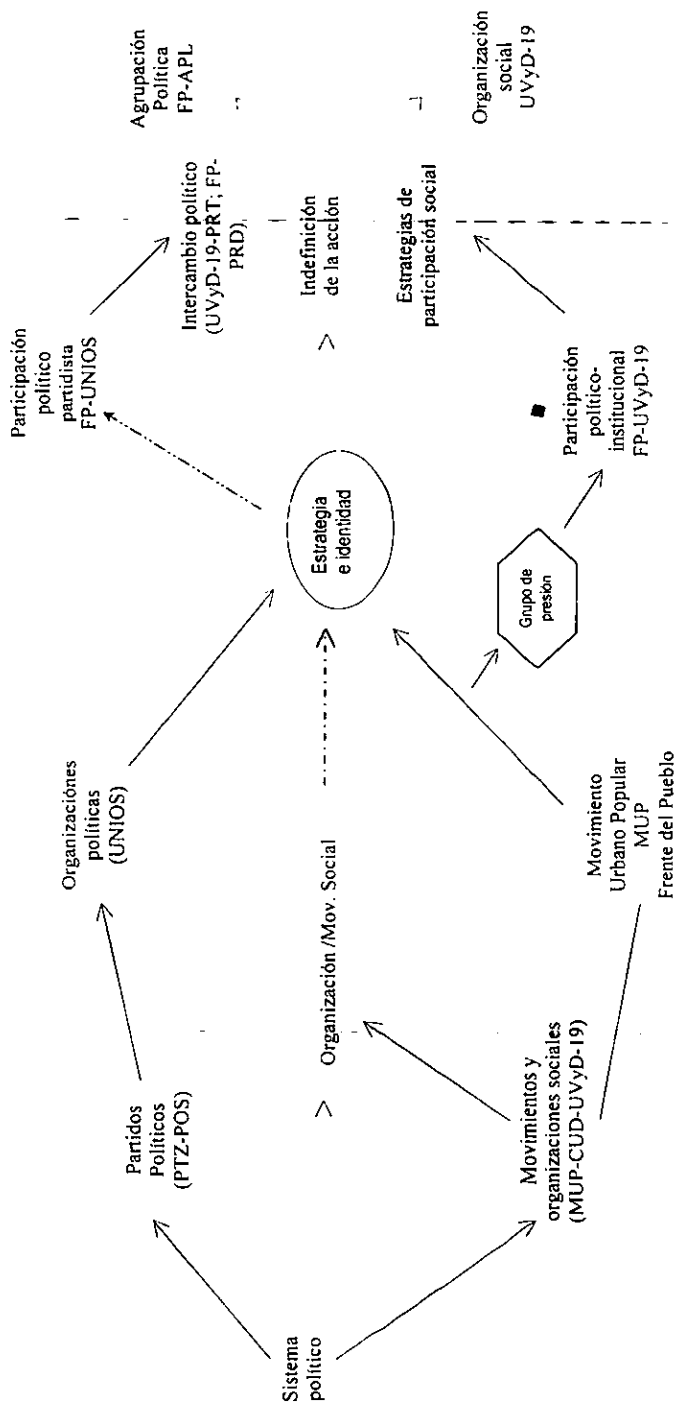 Sistema
político
Partidos
Políticos
(PTZ-POS)
>
Movimientos y
organizaciones sociales
(MUP-CUD-UVyD-19)
Organizaciónes
políticas
(UNIOS)
Organización /Mov. Social
Movimiento
Urbano Popular
MUP
Frente del Pueblo
Estrategia
e identidad
Grupo de
presión
Participación
político
partidista
FP-UNIOS
>
Participación
político-
institucional
FP-UVyD-19
Intercambio político
(UVyD-19-PRT; FP-
PRD)
Indefinición
de la acción
Estrategias de
participación social
Agrupación
Política
FP-APL
Organización
social
UVyD-19